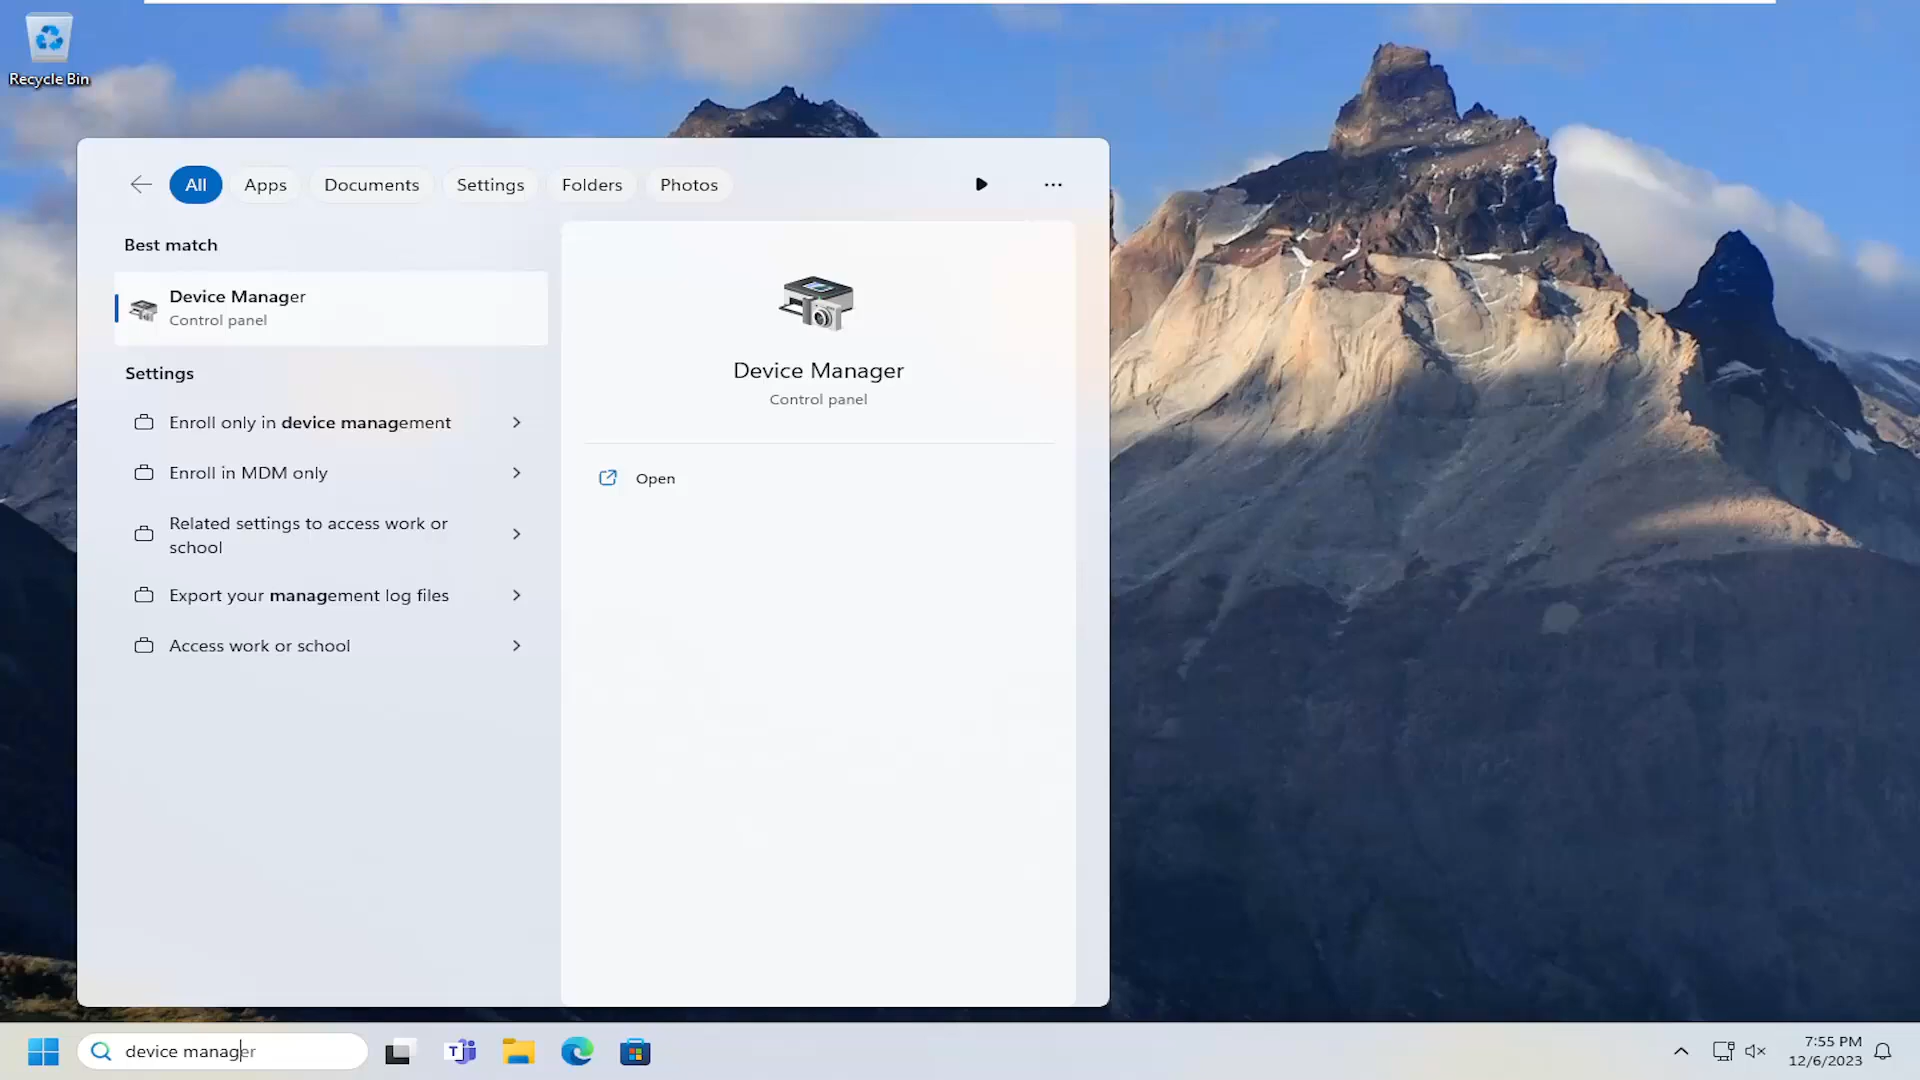 Recycle Bin
All
Apps
Documents
Settings
Folders
Photos
Best match
Device Manager
Control panel
Settings
Enroll only in device management
Enroll in MDM only
Related settings to access work or
school
Export your management log files
Access work or school
Device Manager
Control panel
Open
device manager
7:55 PM
12/6/2023